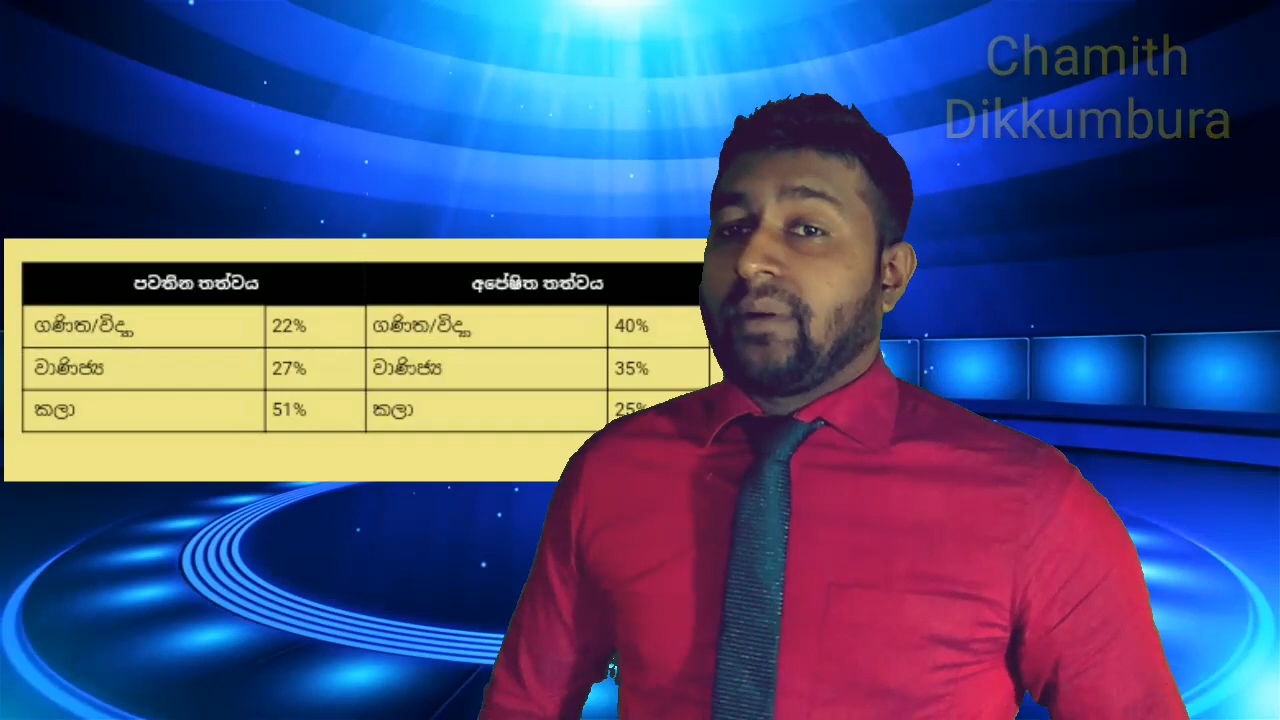 Chamith
Dikkumbura
පවතින තත්වය අපේෂිත තත්වය
ගණිත/විද්‍යා 22% ගණිත/විද්‍යා 40%
වාණිජ්‍ය 27% වාණිජ්‍ය 35%
කලා 51% කලා 25%